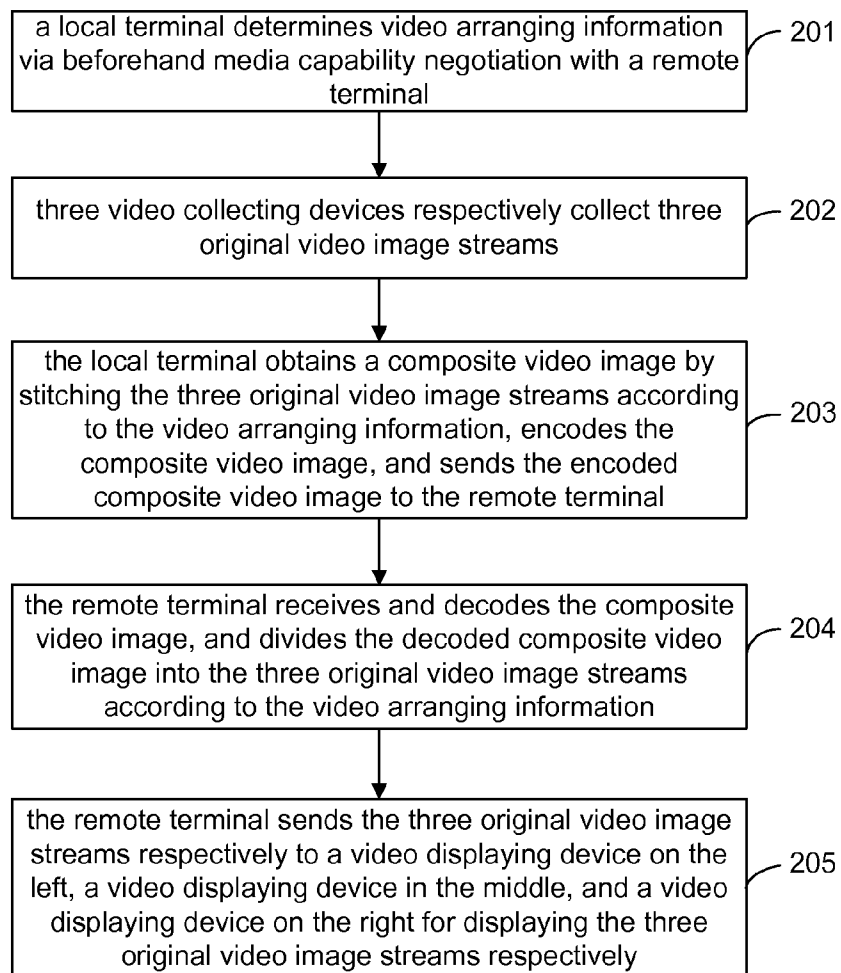 a local terminal determines video arranging information
via beforehand media capability negotiation with a remote
terminal
201
three video collecting devices respectively collect three
original video image streams
202
the local terminal obtains a composite video image by
stitching the three original video image streams according
to the video arranging information, encodes the
composite video image, and sends the encoded
composite video image to the remote terminal
203
the remote terminal receives and decodes the composite
video image, and divides the decoded composite video
image into the three original video image streams
according to the video arranging information
204
the remote terminal sends the three original video image
streams respectively to a video displaying device on the
left, a video displaying device in the middle, and a video
displaying device on the right for displaying the three
original video image streams respectively
205